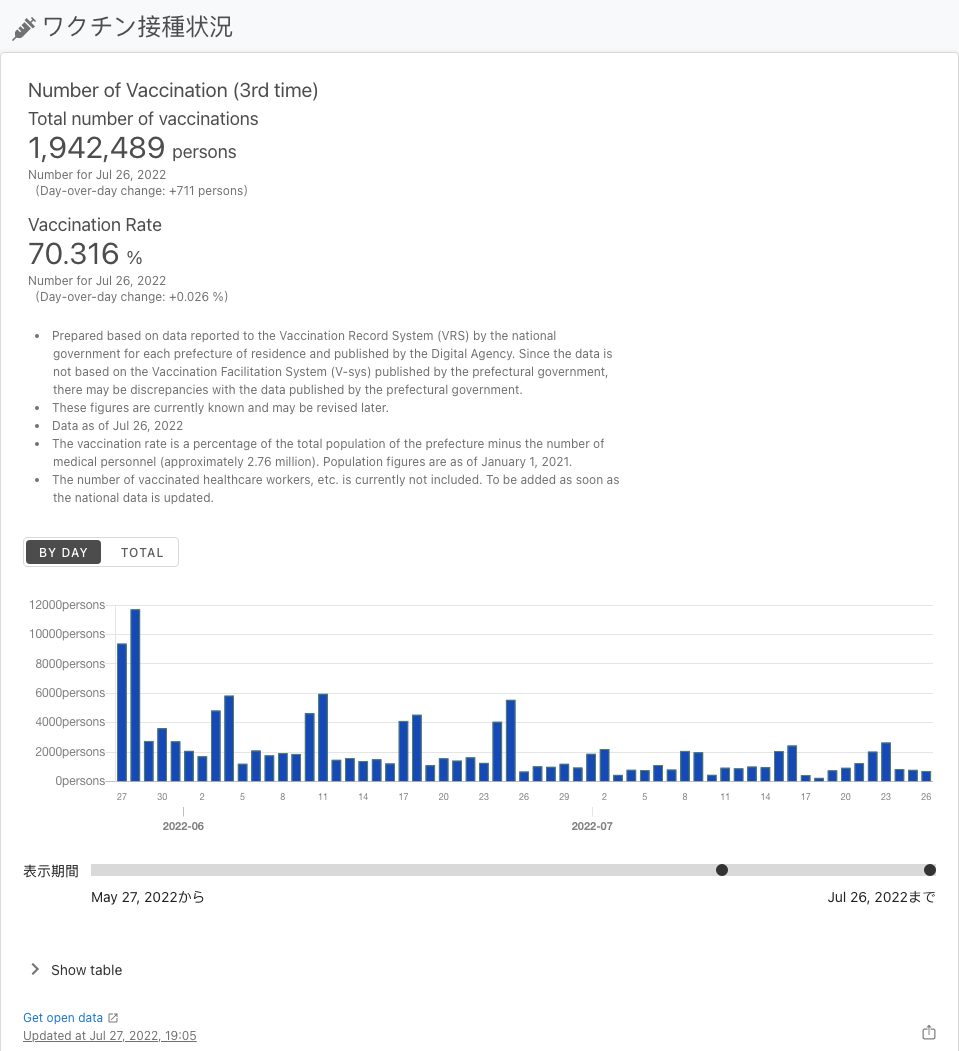 ワクチン接種状況
Number of Vaccination (3rd time)
Total number of vaccinations
1,942,489 persons
Number for Jul 26, 2022
(Day-over-day change: +711 persons)
Vaccination Rate
70.316 %
Number for Jul 26, 2022
(Day-over-day change: +0.026 %)
• Prepared based on data reported to the Vaccination Record System (VRS) by the national
government for each prefecture of residence and published by the Digital Agency. Since the data is
not based on the Vaccination Facilitation System (V-sys) published by the prefectural government,
there may be discrepancies with the data published by the prefectural government.
• These figures are currently known and may be revised later.
• Data as of Jul 26, 2022
• The vaccination rate is a percentage of the total population of the prefecture minus the number of
medical personnel (approximately 2.76 million). Population figures are as of January 1, 2021.
• The number of vaccinated healthcare workers, etc. is currently not included. To be added as soon as
the national data is updated.
BY DAY TOTAL
12000persons
10000persons
8000persons
6000persons
4000persons
2000persons
0persons
27 30 2 5 8 11 14 17 20 23 26 29 2 5 8 11 14 17 20 23 26
2022-06 2022-07
表示期間
May 27, 2022から Jul 26, 2022まで
Show table
Get open data
Updated at Jul 27, 2022, 19:05